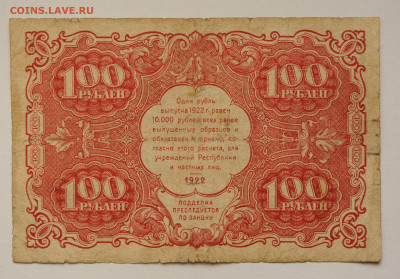 COINS.LAVE.RU
100 100
РУБЛЕЙ РУБЛЕЙ
Один рубль
выпуска 1922 г. равен
10.000 рублей всех ранее
выпущенных образцов и
обязателен к приему, со-
гласно этого расчета, для
учреждений Республики
и частных лиц.
1922
100 100
РУБЛЕЙ РУБЛЕЙ
ПОДДЕЛКА
ПРЕСЛЕДУЕТСЯ
ПО ЗАКОНУ